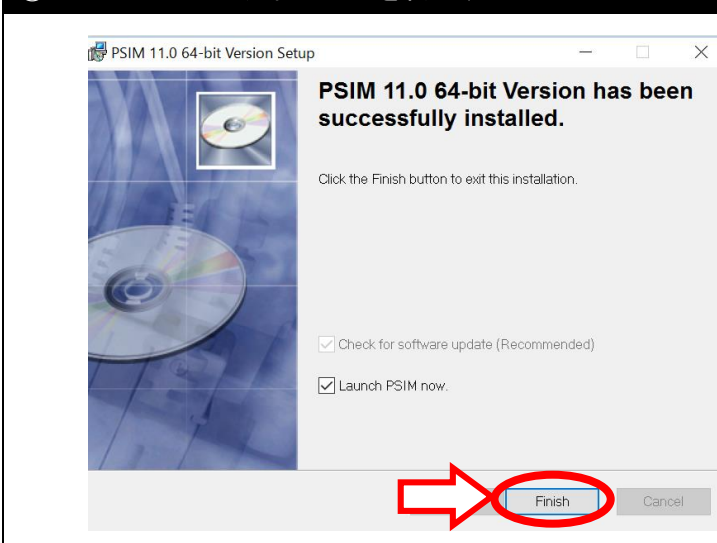 PSIM 11.0 64-bit Version Setup
PSIM 11.0 64-bit Version has been
successfully installed.
Click the Finish button to exit this installation.
Check for software update (Recommended)
Launch PSIM now.
Finish
Cancel